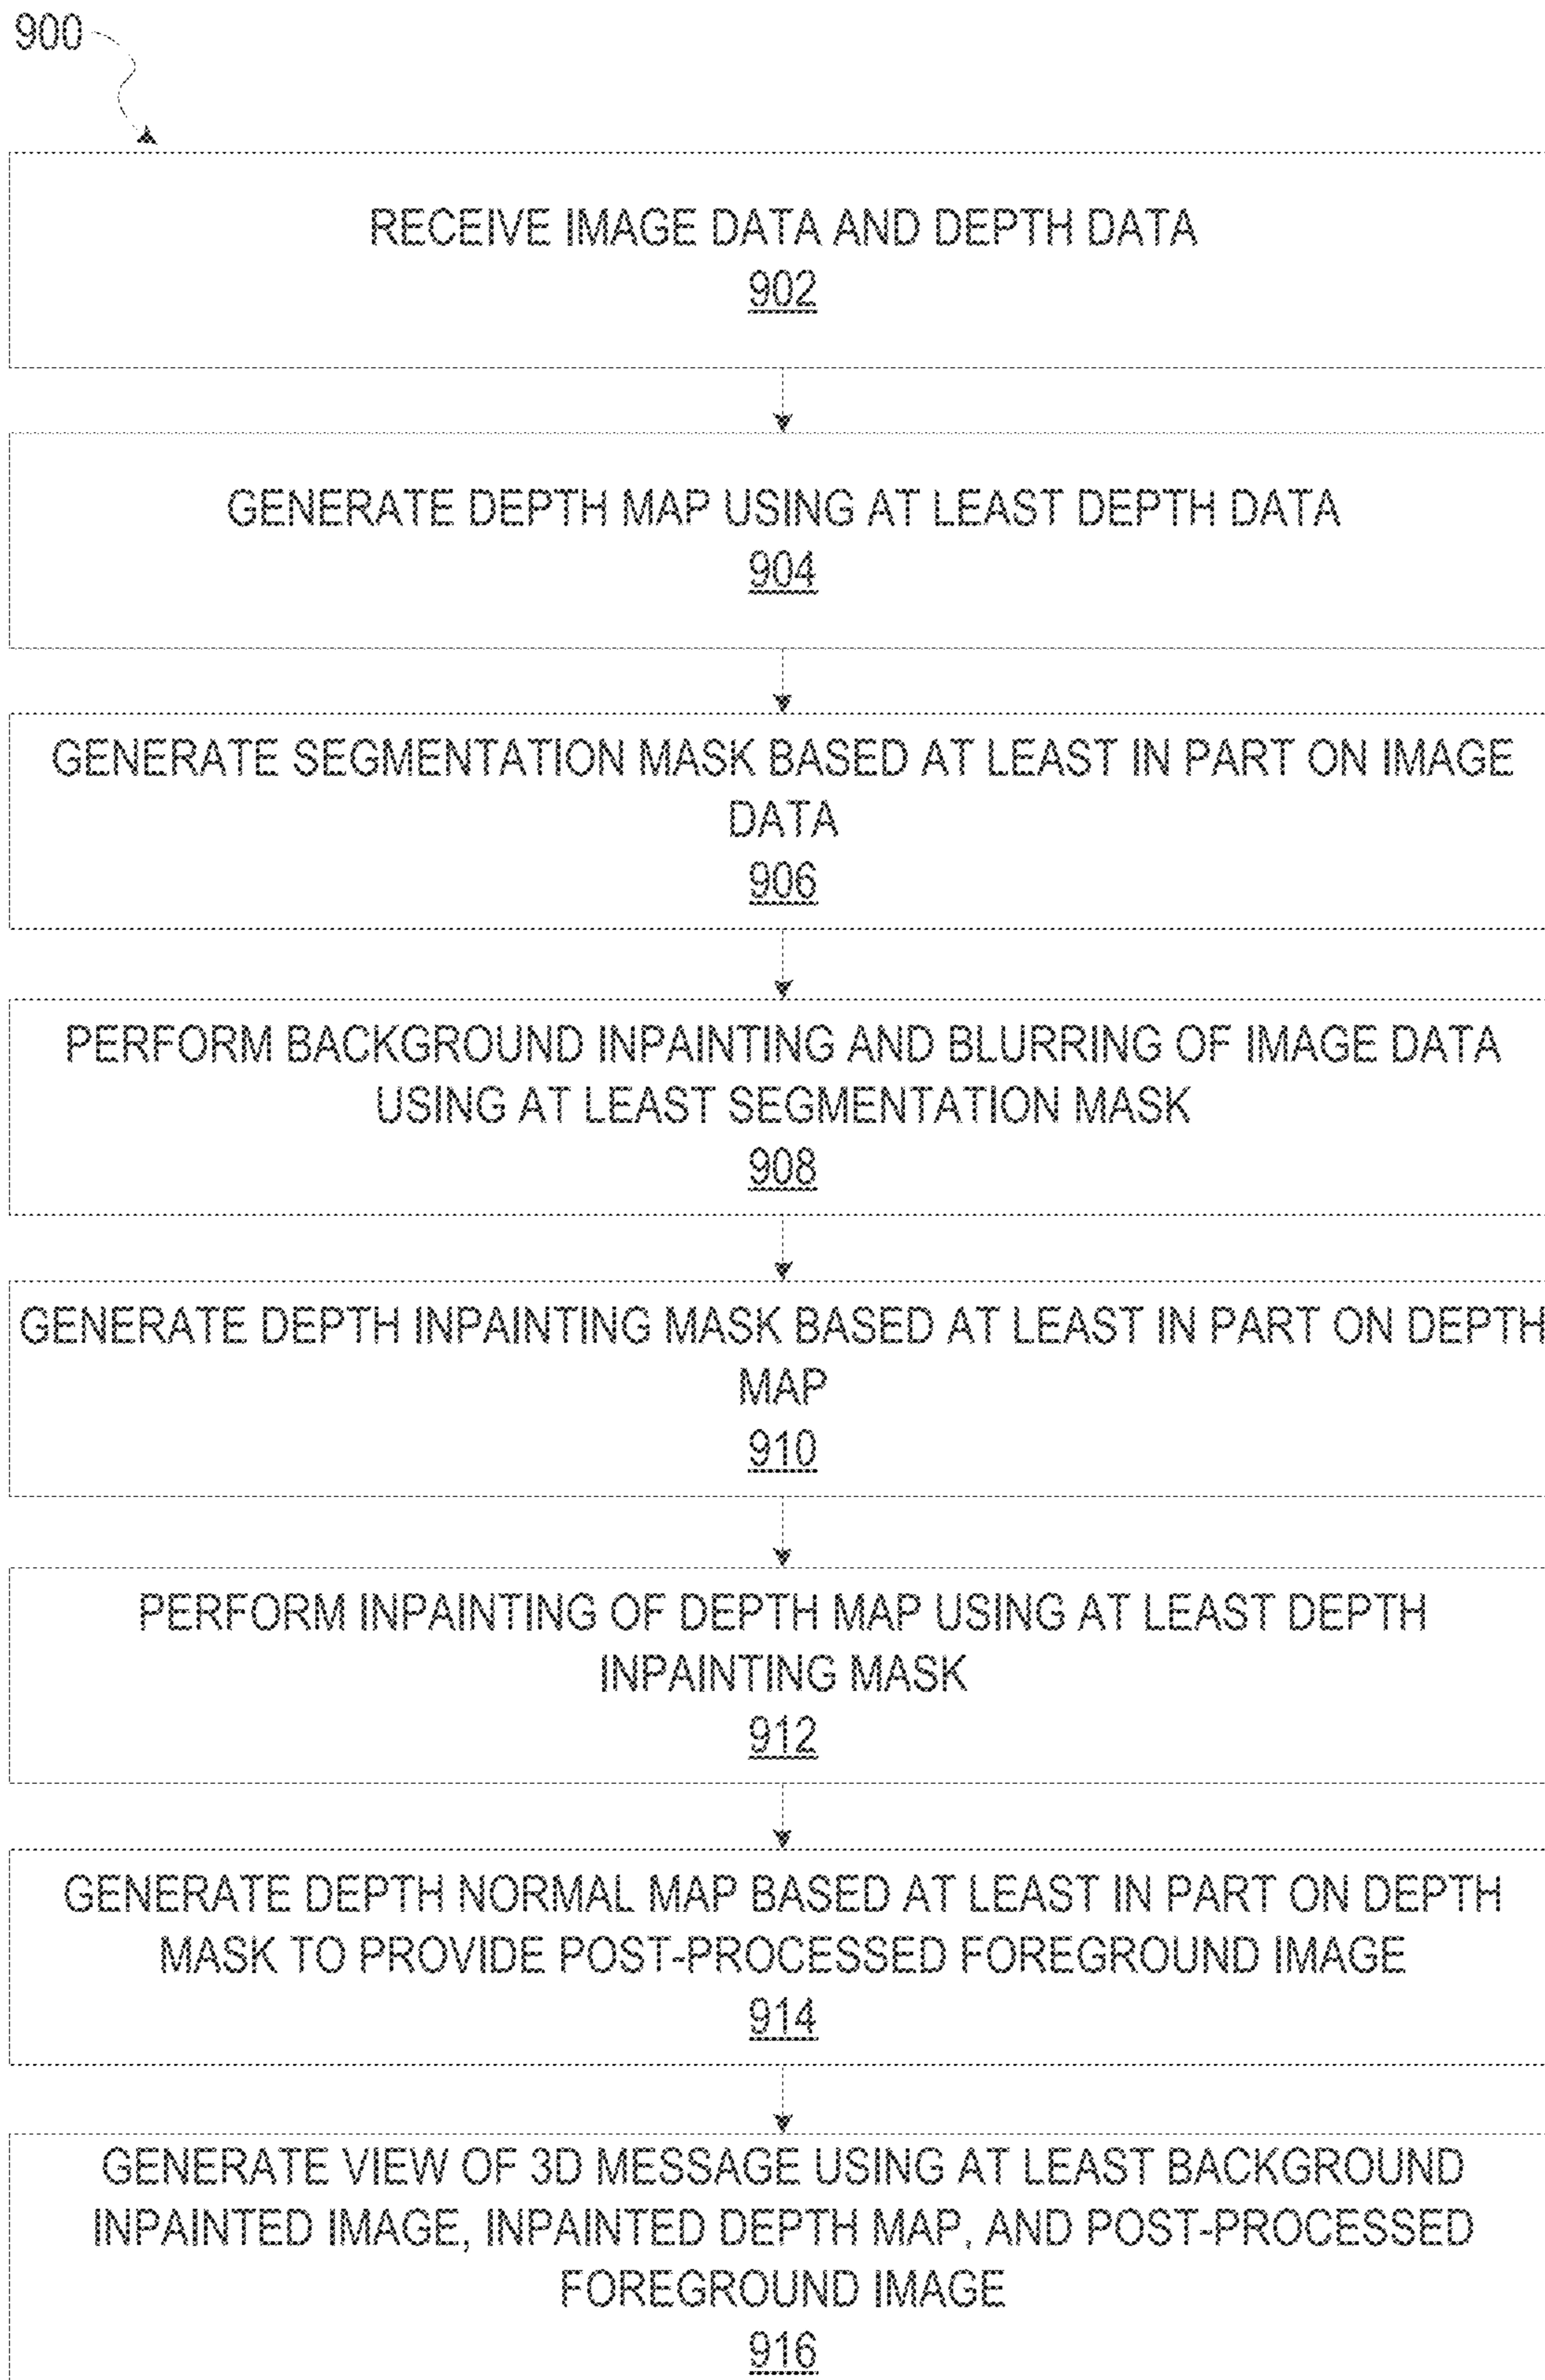 900
RECEIVE IMAGE DATA AND DEPTH DATA
902
GENERATE DEPTH MAP USING AT LEAST DEPTH DATA
904
GENERATE SEGMENTATION MASK BASED AT LEAST IN PART ON IMAGE
DATA
906
PERFORM BACKGROUND INPAINTING AND BLURRING OF IMAGE DATA
USING AT LEAST SEGMENTATION MASK
908
GENERATE DEPTH INPAINTING MASK BASED AT LEAST IN PART ON DEPTH
MAP
910
PERFORM INPAINTING OF DEPTH MAP USING AT LEAST DEPTH
INPAINTING MASK
912
GENERATE DEPTH NORMAL MAP BASED AT LEAST IN PART ON DEPTH
MASK TO PROVIDE POST-PROCESSED FOREGROUND IMAGE
914
GENERATE VIEW OF 3D MESSAGE USING AT LEAST BACKGROUND
INPAINTED IMAGE, INPAINTED DEPTH MAP, AND POST-PROCESSED
FOREGROUND IMAGE
916